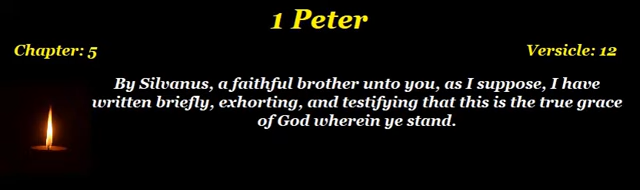 1 Peter
Chapter: 5 Versicle: 12
By Silvanus, a faithful brother unto you, as I suppose, I have
written briefly, exhorting, and testifying that this is the true grace
of God wherein ye stand.